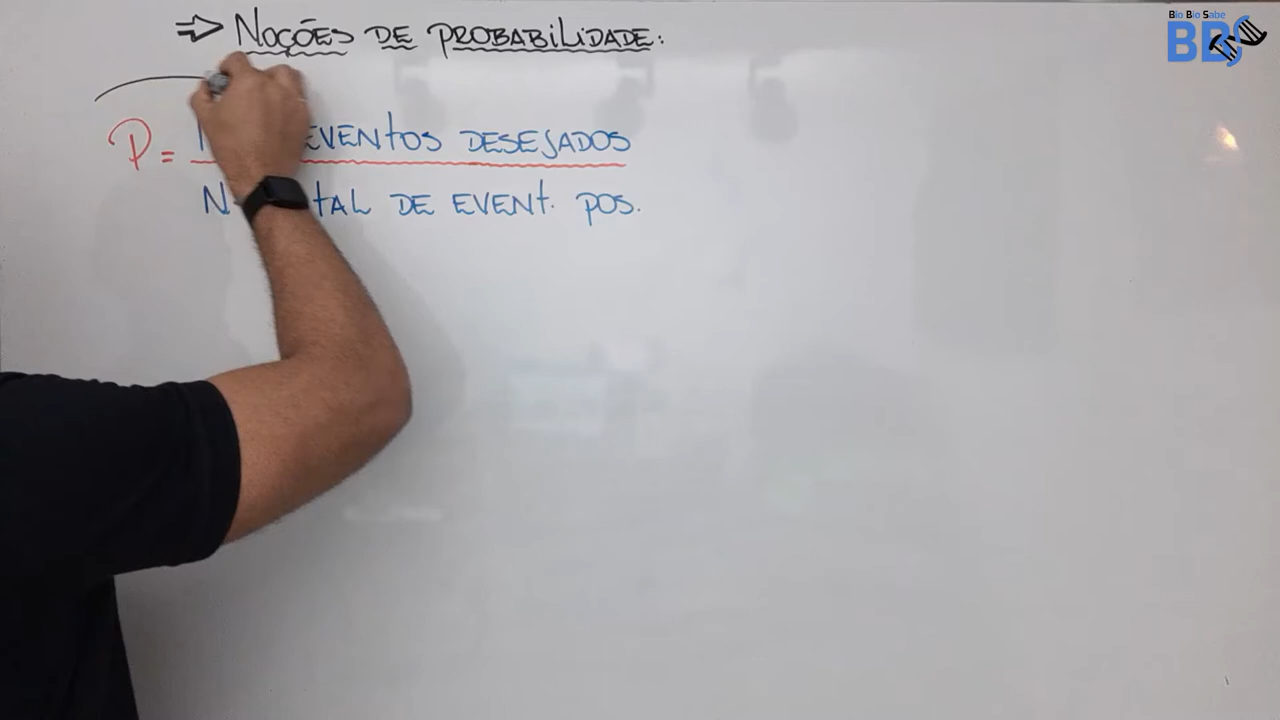 ⇒ Noções de probabilidade:
P = EVENTOS DESEJADOS
N TAL DE EVENT. POS.
Bio Bio Sabe
BBS